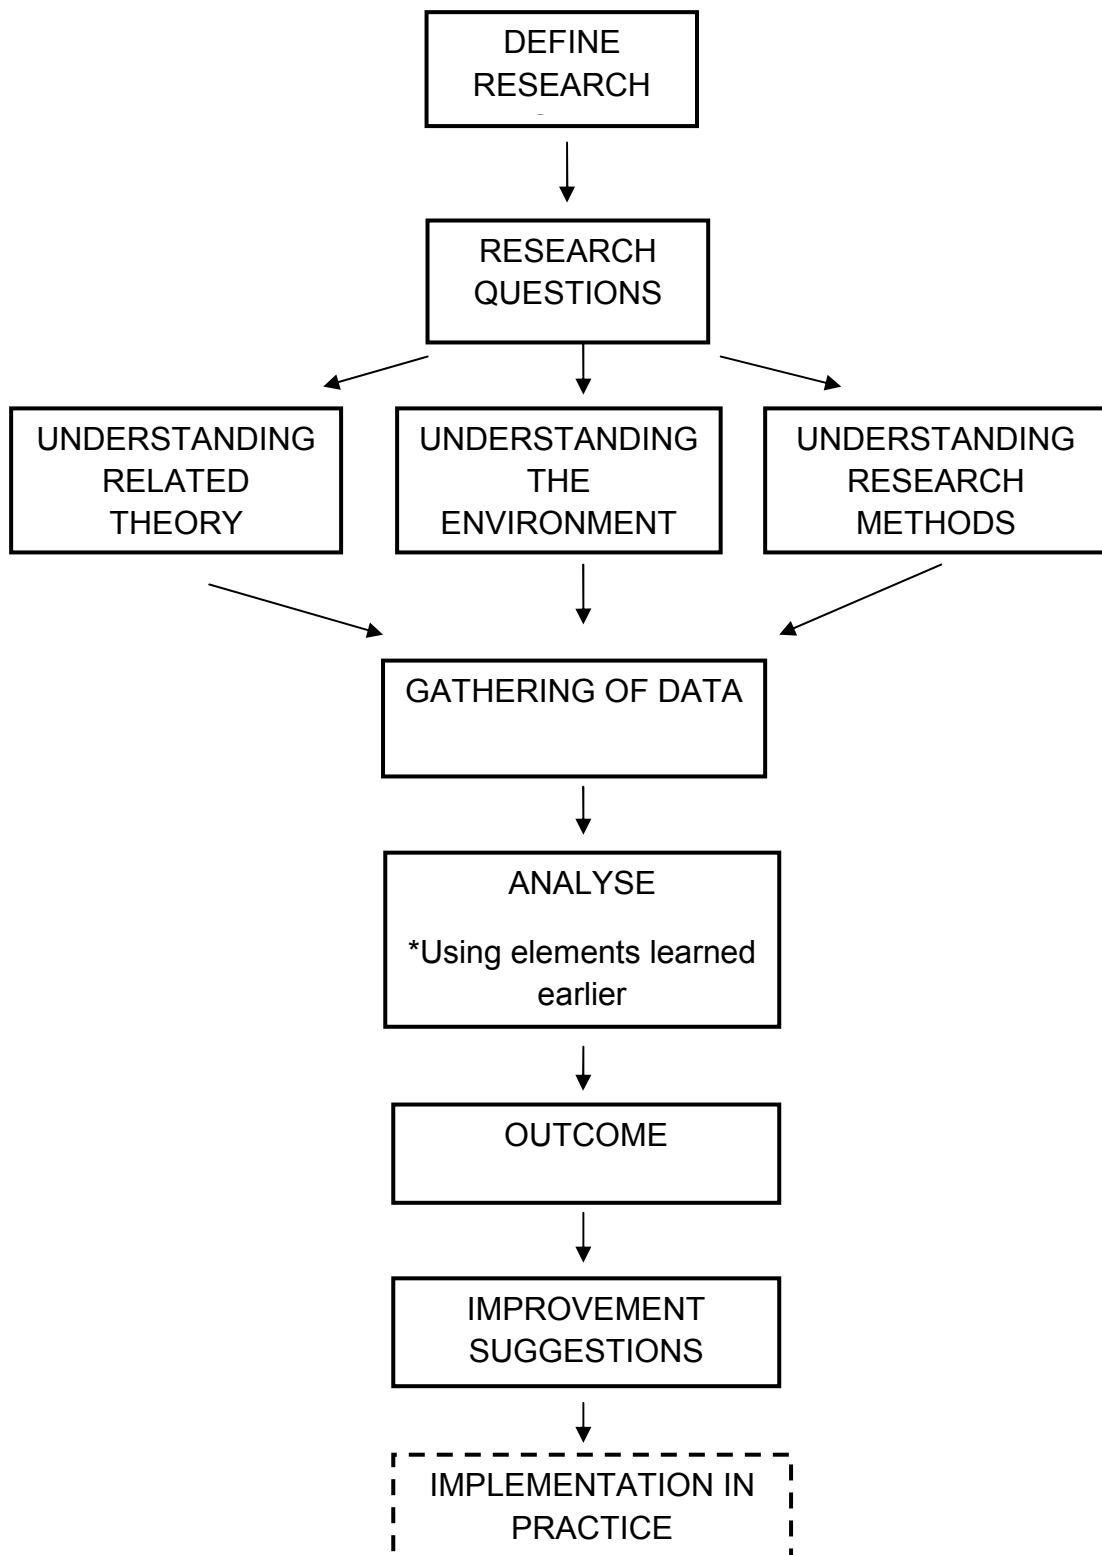 DEFINE
RESEARCH
RESEARCH
QUESTIONS
UNDERSTANDING
RELATED
THEORY
UNDERSTANDING
THE
ENVIRONMENT
UNDERSTANDING
RESEARCH
METHODS
GATHERING OF DATA
ANALYSE
*Using elements learned
earlier
OUTCOME
IMPROVEMENT
SUGGESTIONS
IMPLEMENTATION IN
PRACTICE